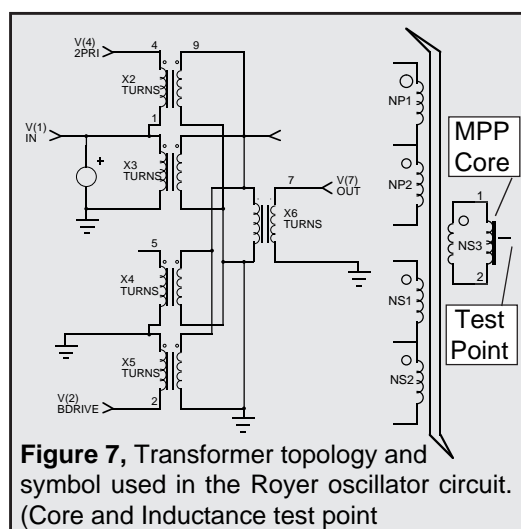 V(4)
2PRI
4
9
X2
TURNS
NP1
V(1)
IN
1
X3
TURNS
7
V(7)
OUT
NP2
MPP
Core
+
X6
TURNS
1
NS3
2
5
X4
TURNS
NS1
Test
Point
X5
TURNS
NS2
V(2)
BDRIVE
2
Figure 7, Transformer topology and
symbol used in the Royer oscillator circuit.
(Core and Inductance test point